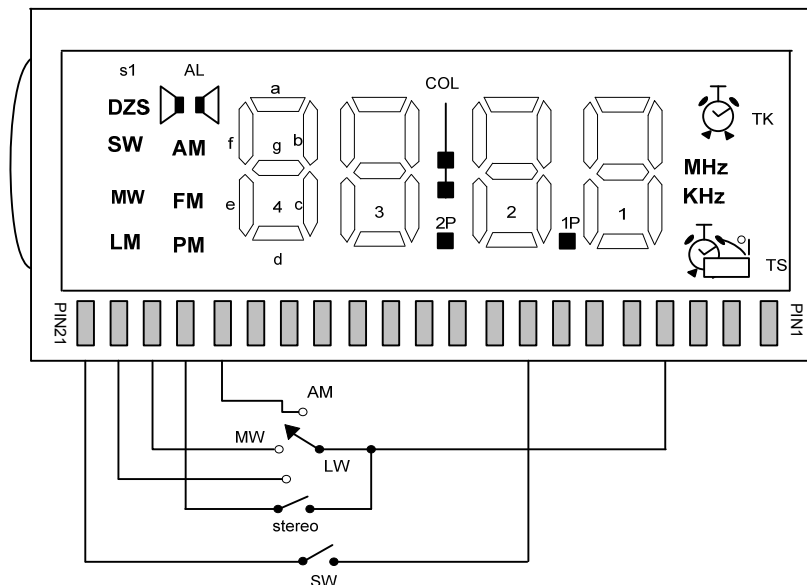 s1 AL
a
COL
DZS
f b
g
TK
SW AM
MHz
MW FM
KHz
e 4 c 3 2 1
2P 1P
LM PM
d
TS
PIN21 PIN1
AM
MW
LW
stereo
SW